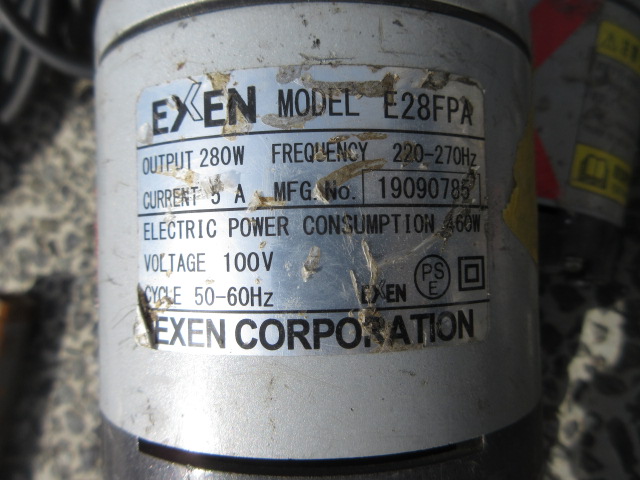 EXEN MODEL E28FPA
OUTPUT 280W FREQUENCY 220-270Hz
CURRENT 5 A MFG.No. 19090785
ELECTRIC POWER CONSUMPTION 460W
VOLTAGE 100V
CYCLE 50-60Hz EXEN PSE
EXEN CORPORATION